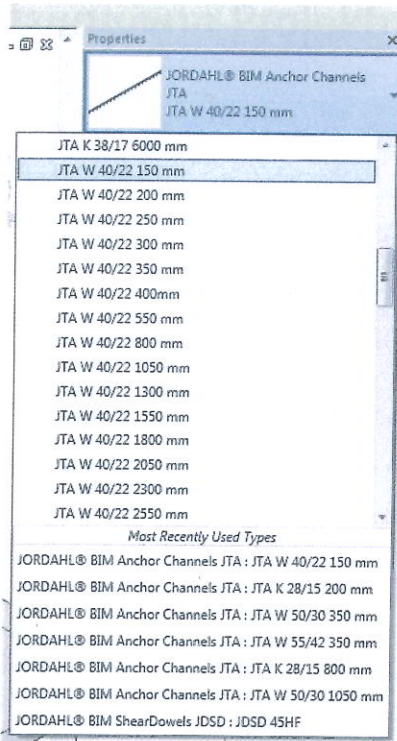 Properties
JORDAHL® BIM Anchor Channels
JTA
JTA W 40/22 150 mm
JTA K 38/17 6000 mm
JTA W 40/22 150 mm
JTA W 40/22 200 mm
JTA W 40/22 250 mm
JTA W 40/22 300 mm
JTA W 40/22 350 mm
JTA W 40/22 400mm
JTA W 40/22 550 mm
JTA W 40/22 800 mm
JTA W 40/22 1050 mm
JTA W 40/22 1300 mm
JTA W 40/22 1550 mm
JTA W 40/22 1800 mm
JTA W 40/22 2050 mm
JTA W 40/22 2300 mm
JTA W 40/22 2550 mm
Most Recently Used Types
JORDAHL® BIM Anchor Channels JTA : JTA W 40/22 150 mm
JORDAHL® BIM Anchor Channels JTA : JTA K 28/15 200 mm
JORDAHL® BIM Anchor Channels JTA : JTA W 50/30 350 mm
JORDAHL® BIM Anchor Channels JTA : JTA W 55/42 350 mm
JORDAHL® BIM Anchor Channels JTA : JTA K 28/15 800 mm
JORDAHL® BIM Anchor Channels JTA : JTA W 50/30 1050 mm
JORDAHL® BIM ShearDowels JDSD : JDSD 45HF